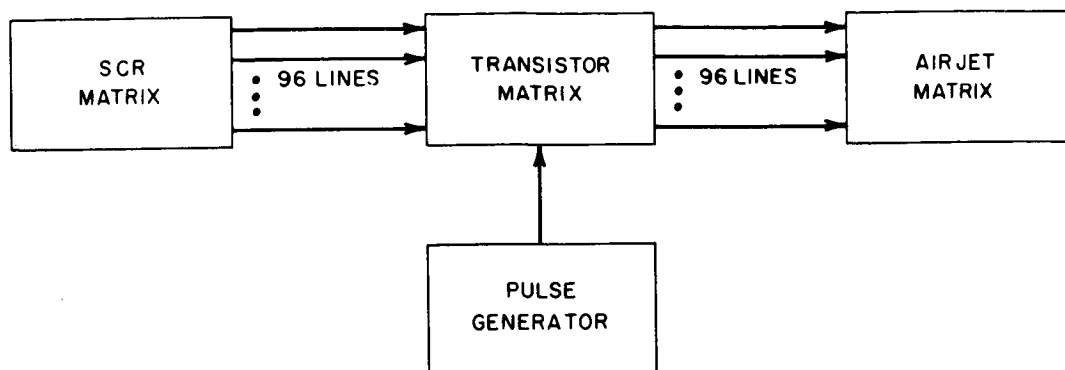 SCR
MATRIX
96 LINES
TRANSISTOR
MATRIX
96 LINES
AIRJET
MATRIX
PULSE
GENERATOR